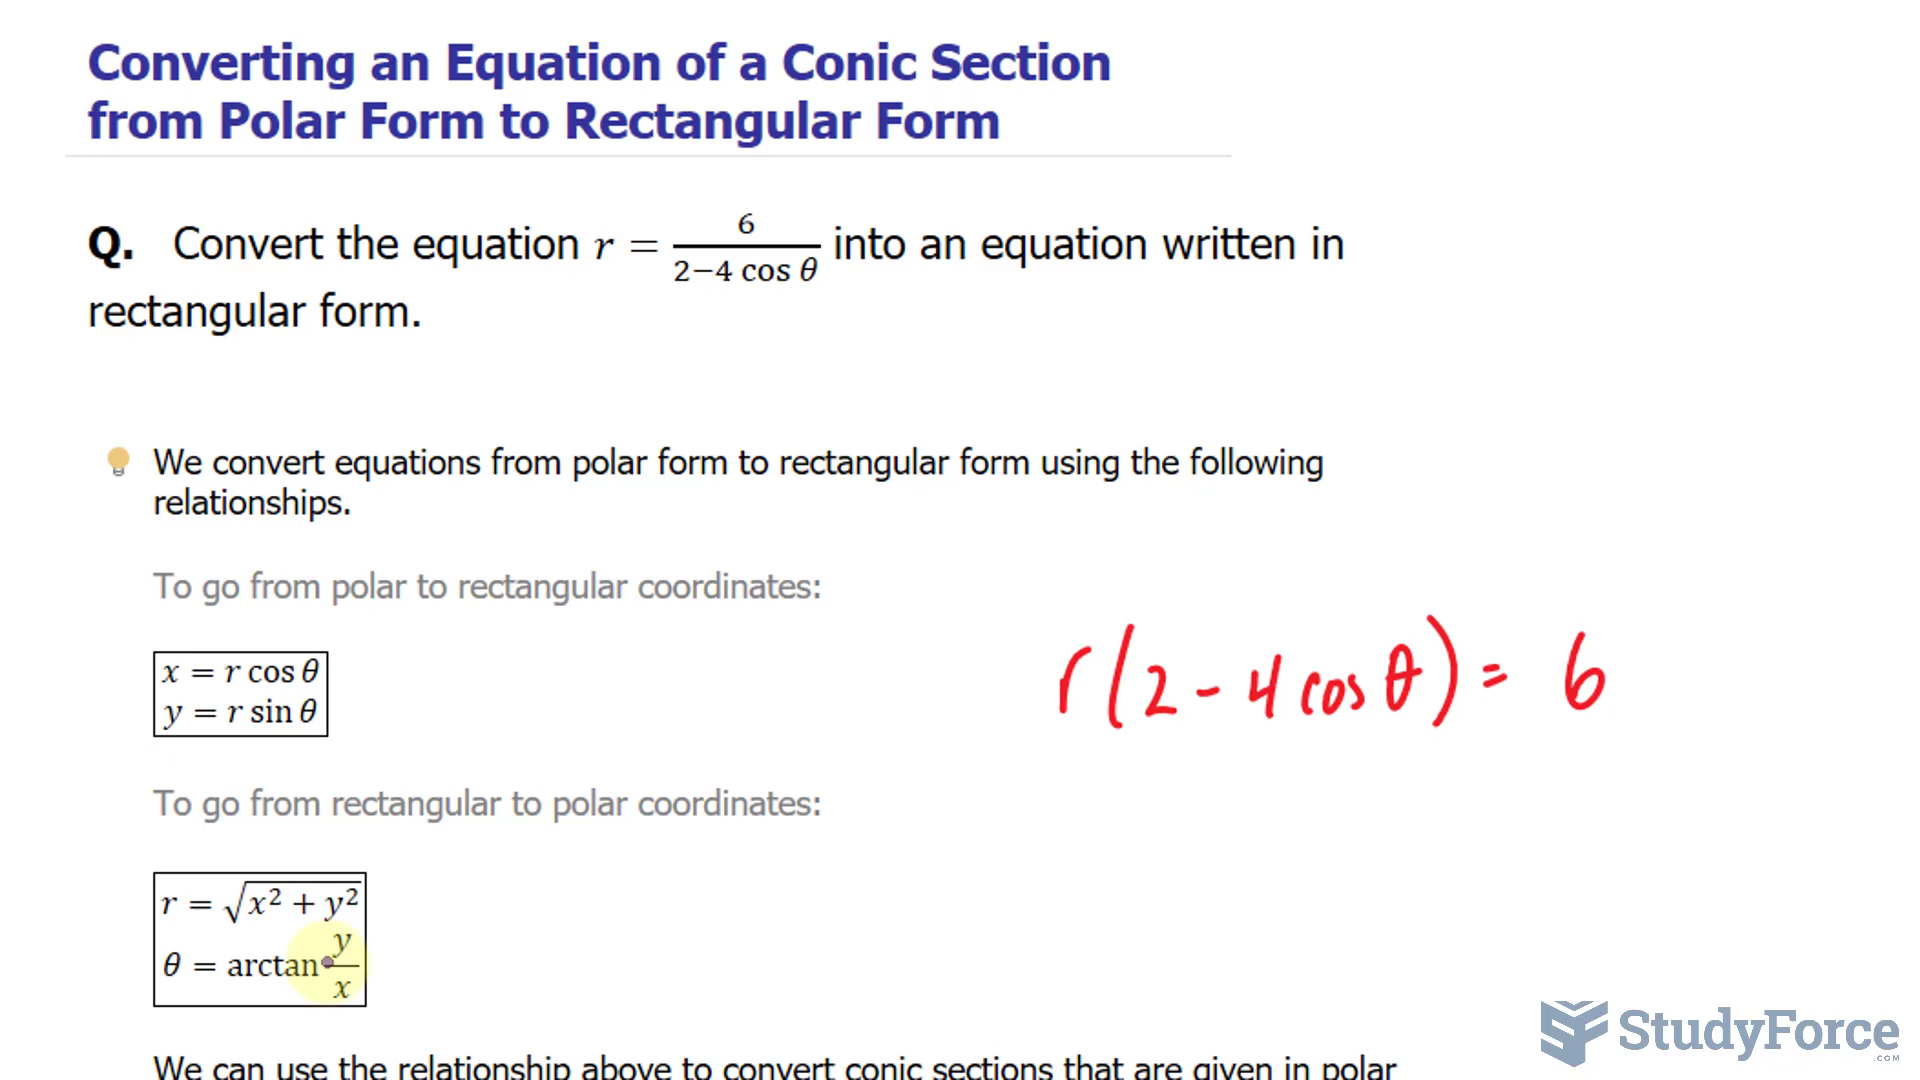 Converting an Equation of a Conic Section
from Polar Form to Rectangular Form
Q. Convert the equation r = 6/(2−4 cos θ) into an equation written in
rectangular form.
We convert equations from polar form to rectangular form using the following
relationships.
To go from polar to rectangular coordinates:
x = r cos θ
y = r sin θ
r(2 - 4 cos θ) = 6
To go from rectangular to polar coordinates:
r = √(x² + y²)
θ = arctan y/x
We can use the relationship above to convert conic sections that are given in polar
StudyForce
.COM